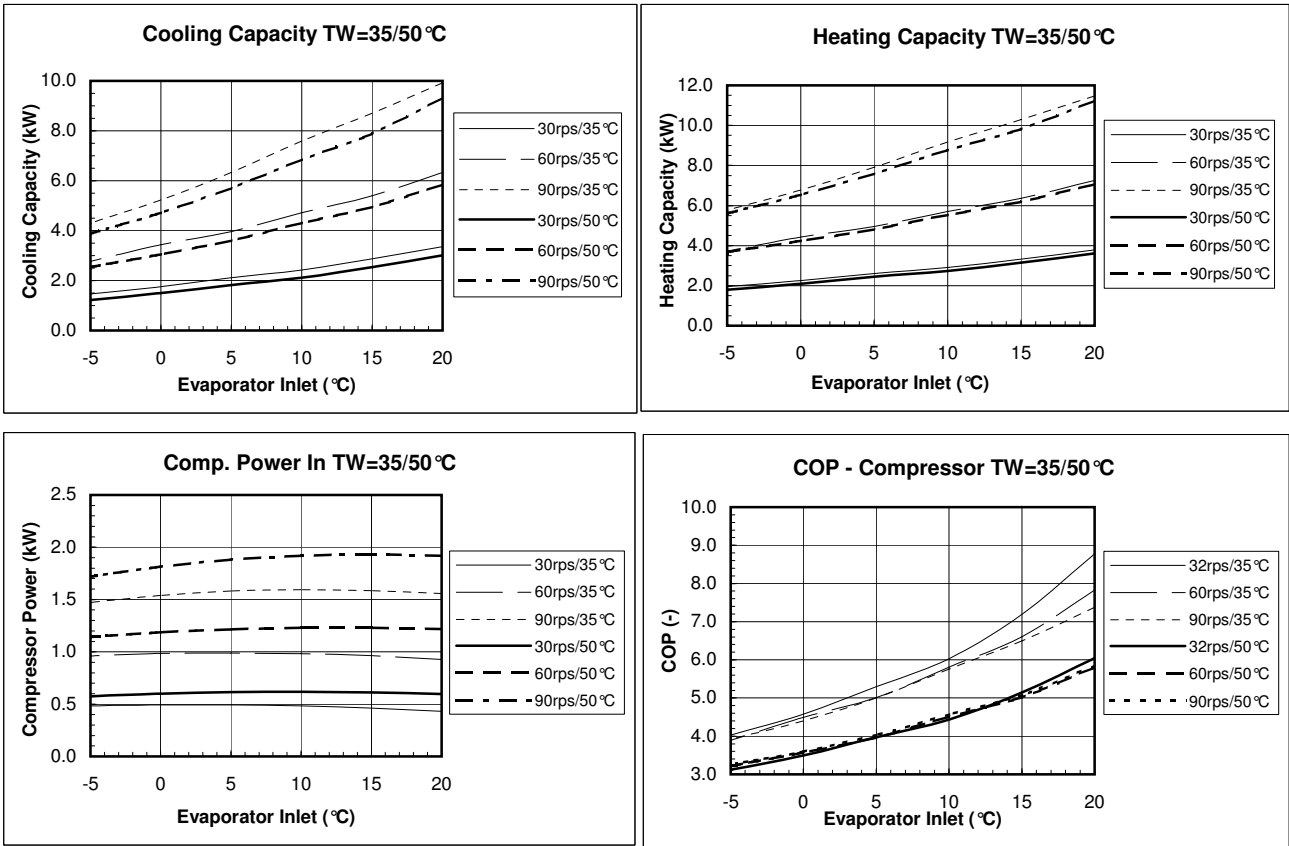 Cooling Capacity TW=35/50°C
Cooling Capacity (kW)
10.0
8.0
6.0
4.0
2.0
0.0
-5 0 5 10 15 20
Evaporator Inlet (°C)
30rps/35°C
60rps/35°C
90rps/35°C
30rps/50°C
60rps/50°C
90rps/50°C
Heating Capacity TW=35/50°C
Heating Capacity (kW)
12.0
10.0
8.0
6.0
4.0
2.0
0.0
-5 0 5 10 15 20
Evaporator Inlet (°C)
30rps/35°C
60rps/35°C
90rps/35°C
30rps/50°C
60rps/50°C
90rps/50°C
Comp. Power In TW=35/50°C
Compressor Power (kW)
2.5
2.0
1.5
1.0
0.5
0.0
-5 0 5 10 15 20
Evaporator Inlet (°C)
30rps/35°C
60rps/35°C
90rps/35°C
30rps/50°C
60rps/50°C
90rps/50°C
COP - Compressor TW=35/50°C
COP (-)
10.0
9.0
8.0
7.0
6.0
5.0
4.0
3.0
-5 0 5 10 15 20
Evaporator Inlet (°C)
32rps/35°C
60rps/35°C
90rps/35°C
32rps/50°C
60rps/50°C
90rps/50°C